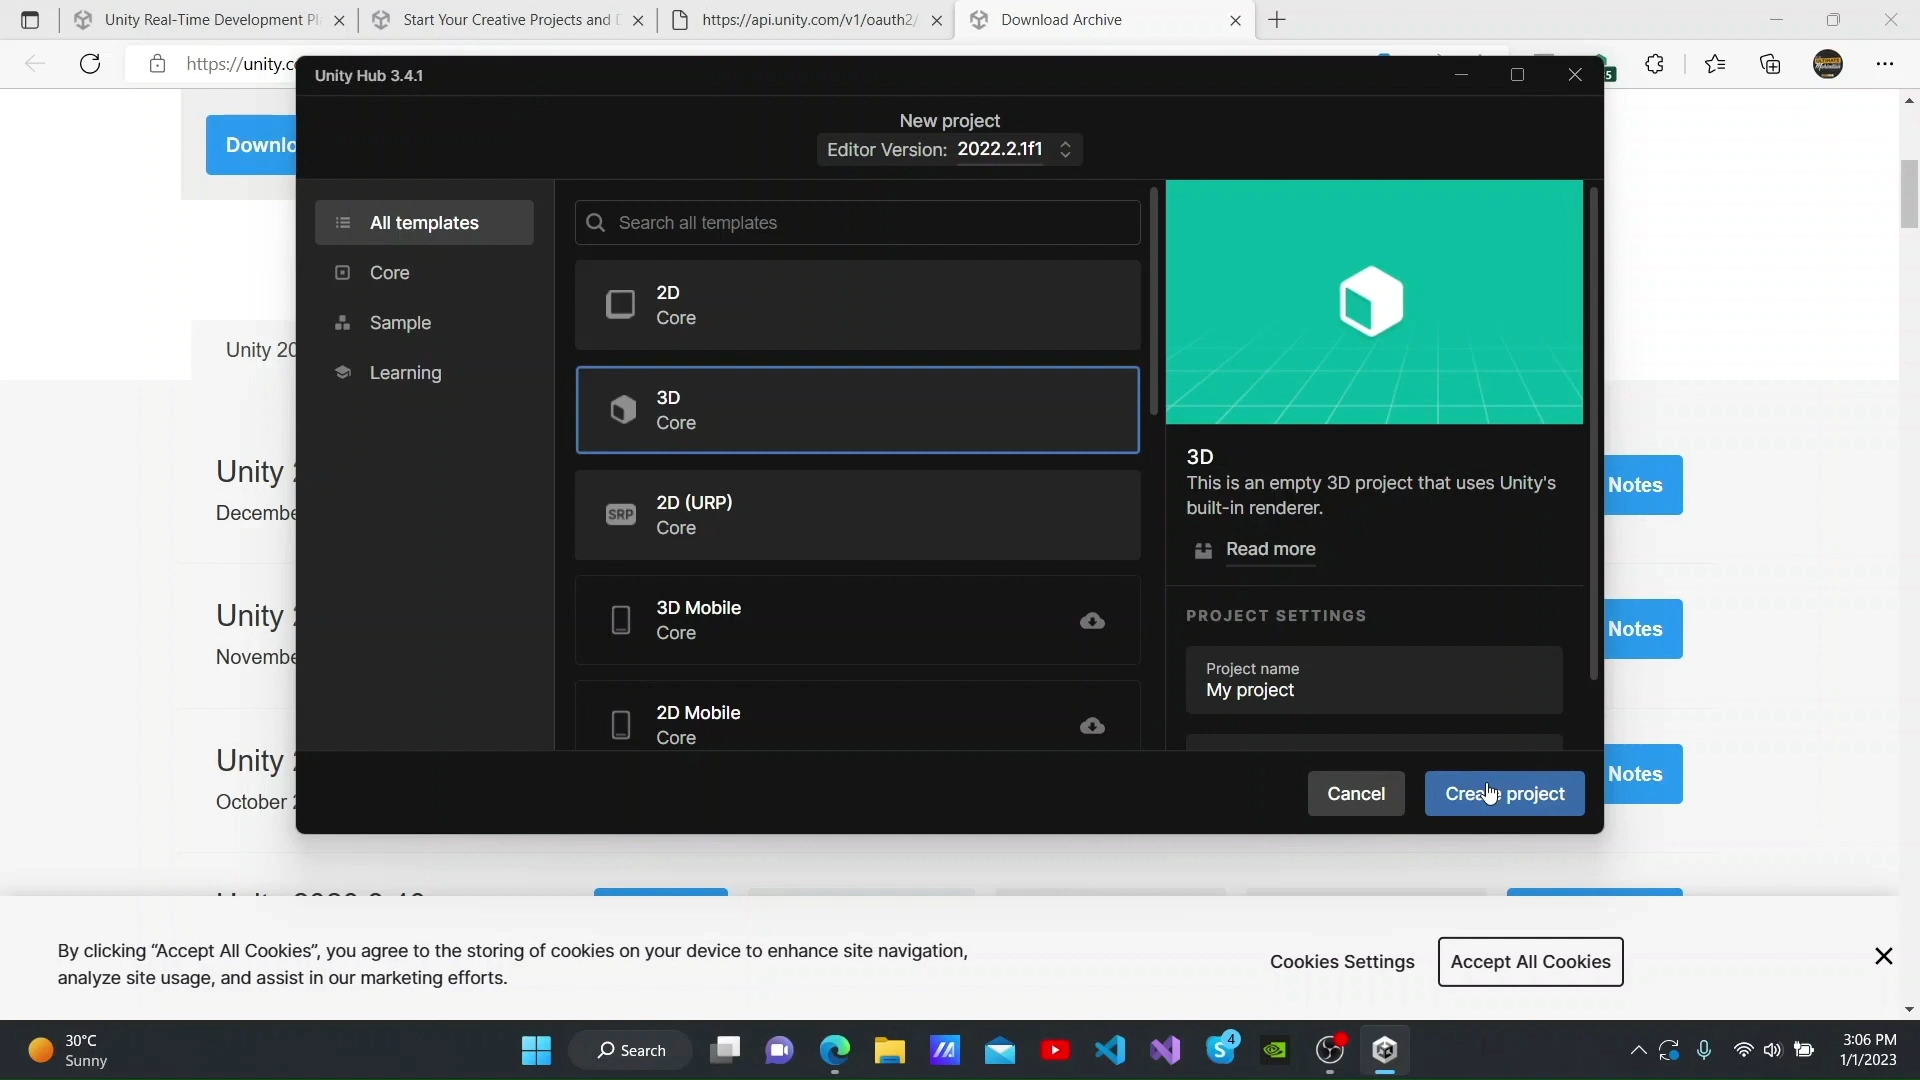 Unity Real-Time Development Pl
Start Your Creative Projects and D
https://api.unity.com/v1/oauth2/
Download Archive
https://unity.c
5
Unity Hub 3.4.1
New project
Editor Version: 2022.2.1f1
Downlo
All templates
Core
Sample
Learning
Search all templates
2D
Core
3D
Core
SRP
2D (URP)
Core
3D Mobile
Core
2D Mobile
Core
3D
This is an empty 3D project that uses Unity's
built-in renderer.
Read more
PROJECT SETTINGS
Project name
My project
Cancel
Create project
Unity 20
Unity 2
Decembe
Notes
Unity 2
Novembe
Notes
Unity 2
October 2
Notes
By clicking “Accept All Cookies”, you agree to the storing of cookies on your device to enhance site navigation,
analyze site usage, and assist in our marketing efforts.
Cookies Settings
Accept All Cookies
30°C
Sunny
Search
4
3:06 PM
1/1/2023